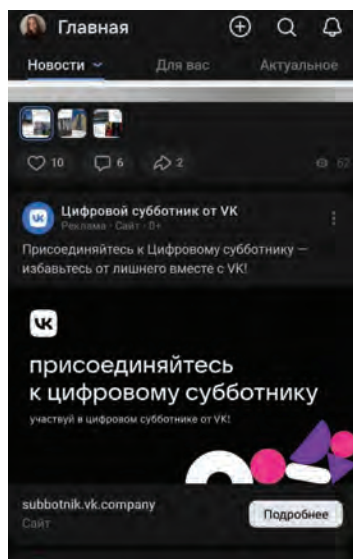 Главная
Новости
Для вас
Актуальное
10
6
2
62
Цифровой субботник от VK
Реклама · Сайт · 0+
Присоединяйтесь к Цифровому субботнику —
избавьтесь от лишнего вместе с VK!
присоединяйтесь
к цифровому субботнику
участвуй в цифровом субботнике от VK!
subbotnik.vk.company
Сайт
Подробнее